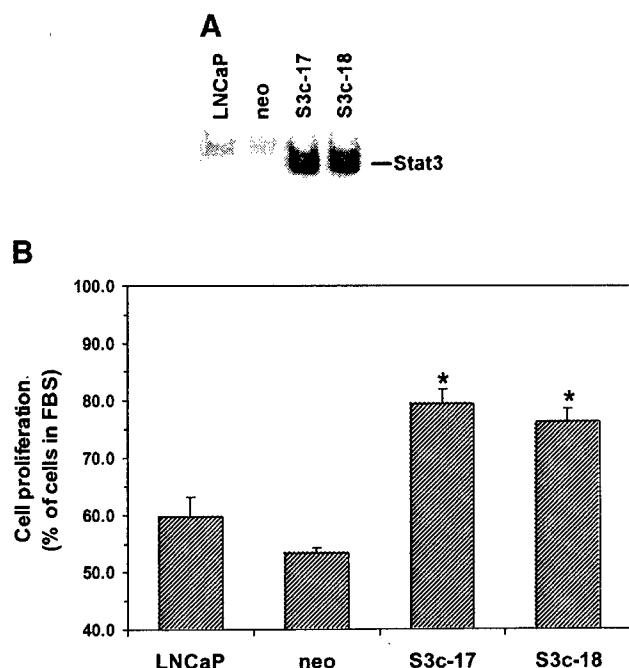 A
LNCaP
neo
S3c-17
S3c-18
Stat3
B
Cell proliferation
(% of cells in FBS)
100.0
90.0
80.0
70.0
60.0
50.0
40.0
*
*
LNCaP
neo
S3c-17
S3c-18